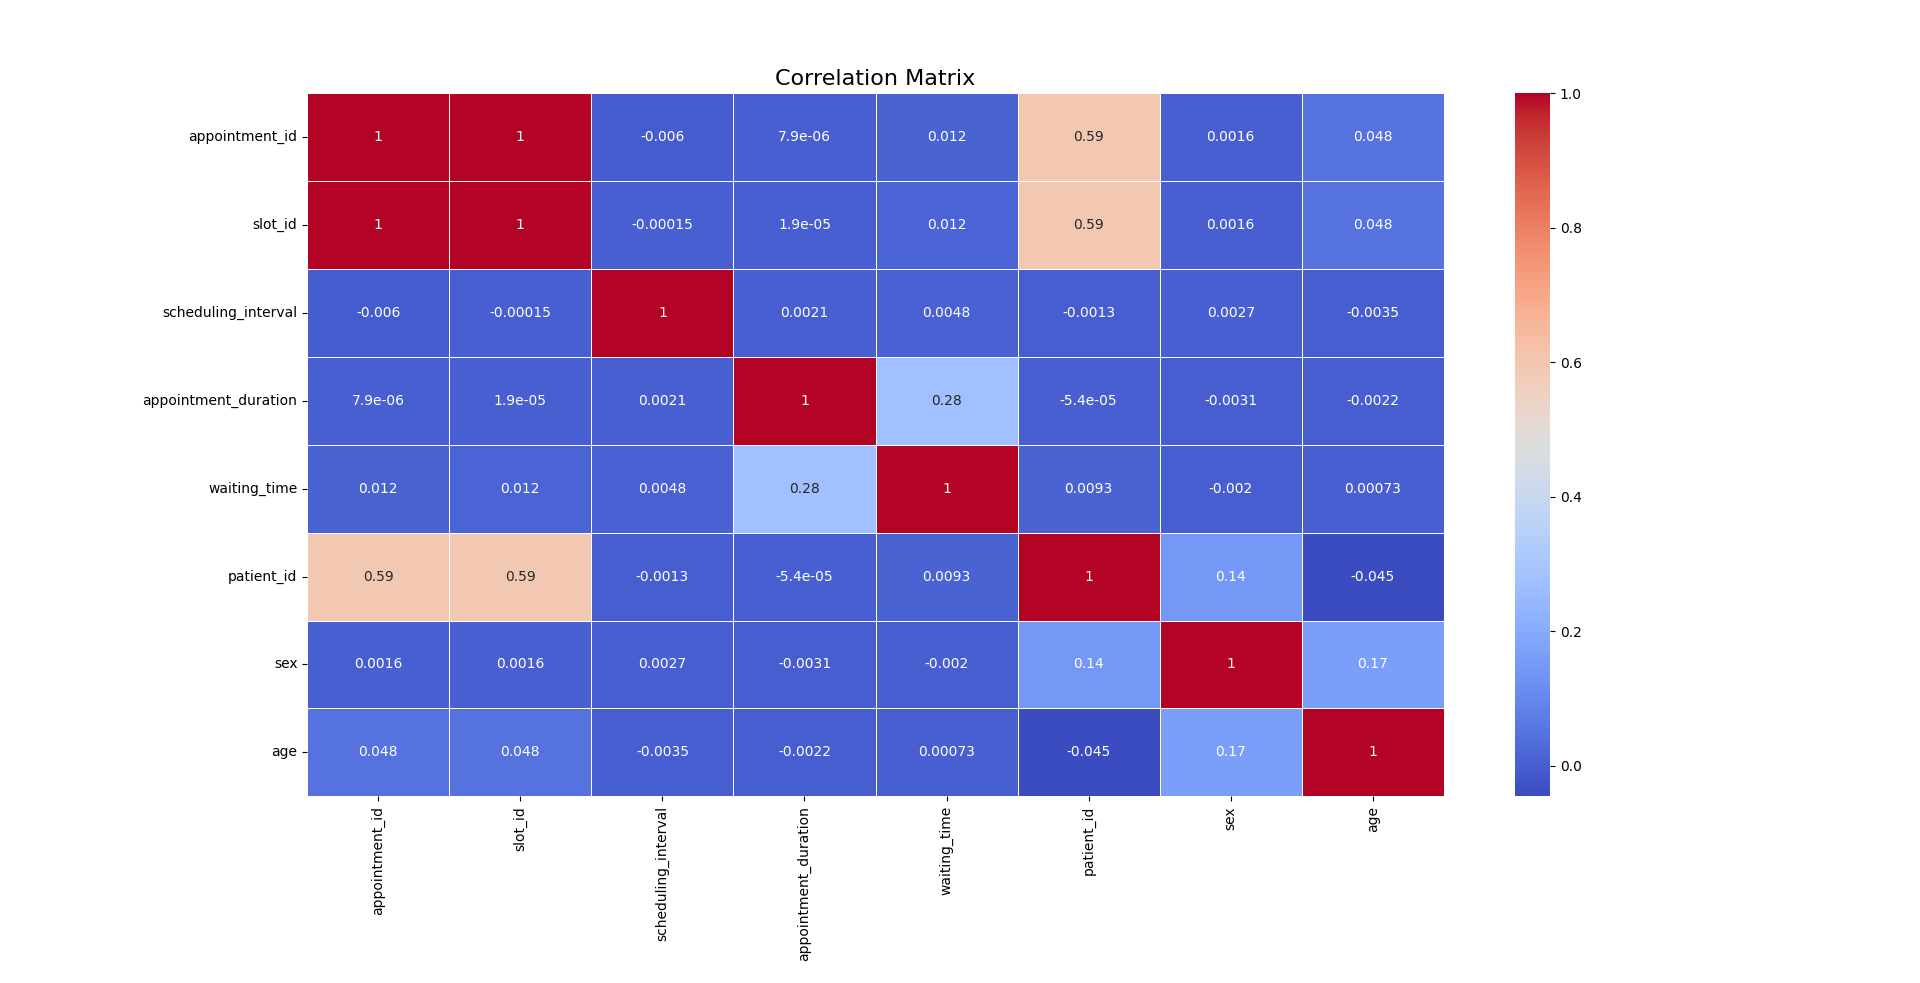 Correlation Matrix
appointment_id 1 1 -0.006 7.9e-06 0.012 0.59 0.0016 0.048
slot_id 1 1 -0.00015 1.9e-05 0.012 0.59 0.0016 0.048
scheduling_interval -0.006 -0.00015 1 0.0021 0.0048 -0.0013 0.0027 -0.0035
appointment_duration 7.9e-06 1.9e-05 0.0021 1 0.28 -5.4e-05 -0.0031 -0.0022
waiting_time 0.012 0.012 0.0048 0.28 1 0.0093 -0.002 0.00073
patient_id 0.59 0.59 -0.0013 -5.4e-05 0.0093 1 0.14 -0.045
sex 0.0016 0.0016 0.0027 -0.0031 -0.002 0.14 1 0.17
age 0.048 0.048 -0.0035 -0.0022 0.00073 -0.045 0.17 1
appointment_id
slot_id
scheduling_interval
appointment_duration
waiting_time
patient_id
sex
age
1.0
0.8
0.6
0.4
0.2
0.0